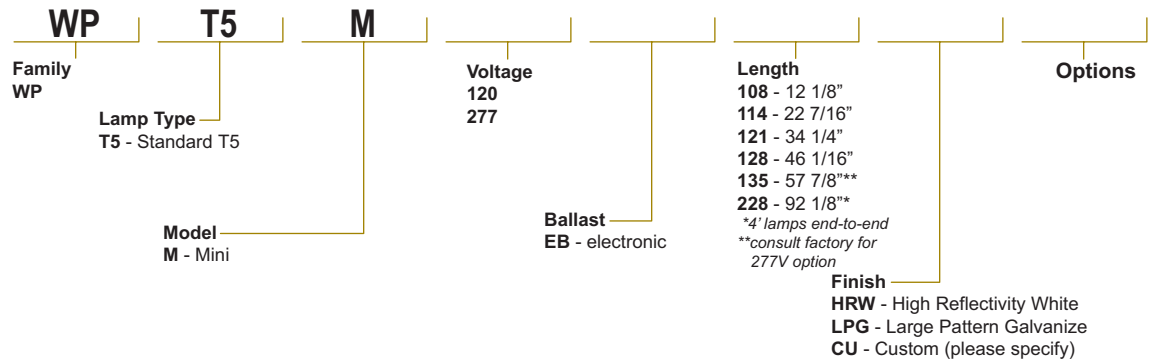 WP T5 M
Family
WP
Lamp Type
T5 - Standard T5
Model
M - Mini
Voltage
120
277
Ballast
EB - electronic
Length
108 - 12 1/8”
114 - 22 7/16”
121 - 34 1/4”
128 - 46 1/16”
135 - 57 7/8”**
228 - 92 1/8”*
*4’ lamps end-to-end
**consult factory for
277V option
Finish
HRW - High Reflectivity White
LPG - Large Pattern Galvanize
CU - Custom (please specify)
Options